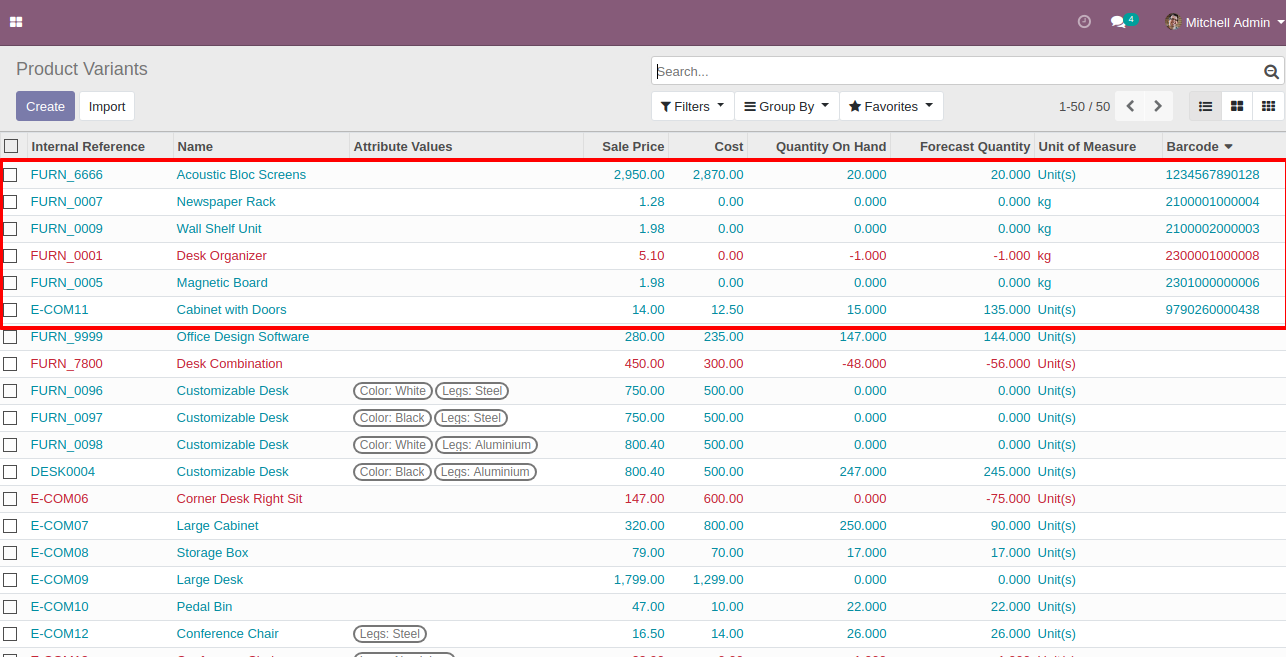 4 Mitchell Admin
Product Variants
Search...
Create Import
Filters Group By Favorites 1-50 / 50
Internal Reference Name Attribute Values Sale Price Cost Quantity On Hand Forecast Quantity Unit of Measure Barcode
FURN_6666 Acoustic Bloc Screens 2,950.00 2,870.00 20.000 20.000 Unit(s) 1234567890128
FURN_0007 Newspaper Rack 1.28 0.00 0.000 0.000 kg 2100001000004
FURN_0009 Wall Shelf Unit 1.98 0.00 0.000 0.000 kg 2100002000003
FURN_0001 Desk Organizer 5.10 0.00 -1.000 -1.000 kg 2300001000008
FURN_0005 Magnetic Board 1.98 0.00 0.000 0.000 kg 2301000000006
E-COM11 Cabinet with Doors 14.00 12.50 15.000 135.000 Unit(s) 9790260000438
FURN_9999 Office Design Software 280.00 235.00 147.000 144.000 Unit(s)
FURN_7800 Desk Combination 450.00 300.00 -48.000 -56.000 Unit(s)
FURN_0096 Customizable Desk Color: White Legs: Steel 750.00 500.00 0.000 0.000 Unit(s)
FURN_0097 Customizable Desk Color: Black Legs: Steel 750.00 500.00 0.000 0.000 Unit(s)
FURN_0098 Customizable Desk Color: White Legs: Aluminium 800.40 500.00 0.000 0.000 Unit(s)
DESK0004 Customizable Desk Color: Black Legs: Aluminium 800.40 500.00 247.000 245.000 Unit(s)
E-COM06 Corner Desk Right Sit 147.00 600.00 0.000 -75.000 Unit(s)
E-COM07 Large Cabinet 320.00 800.00 250.000 90.000 Unit(s)
E-COM08 Storage Box 79.00 70.00 17.000 17.000 Unit(s)
E-COM09 Large Desk 1,799.00 1,299.00 0.000 0.000 Unit(s)
E-COM10 Pedal Bin 47.00 10.00 22.000 22.000 Unit(s)
E-COM12 Conference Chair Legs: Steel 16.50 14.00 26.000 26.000 Unit(s)